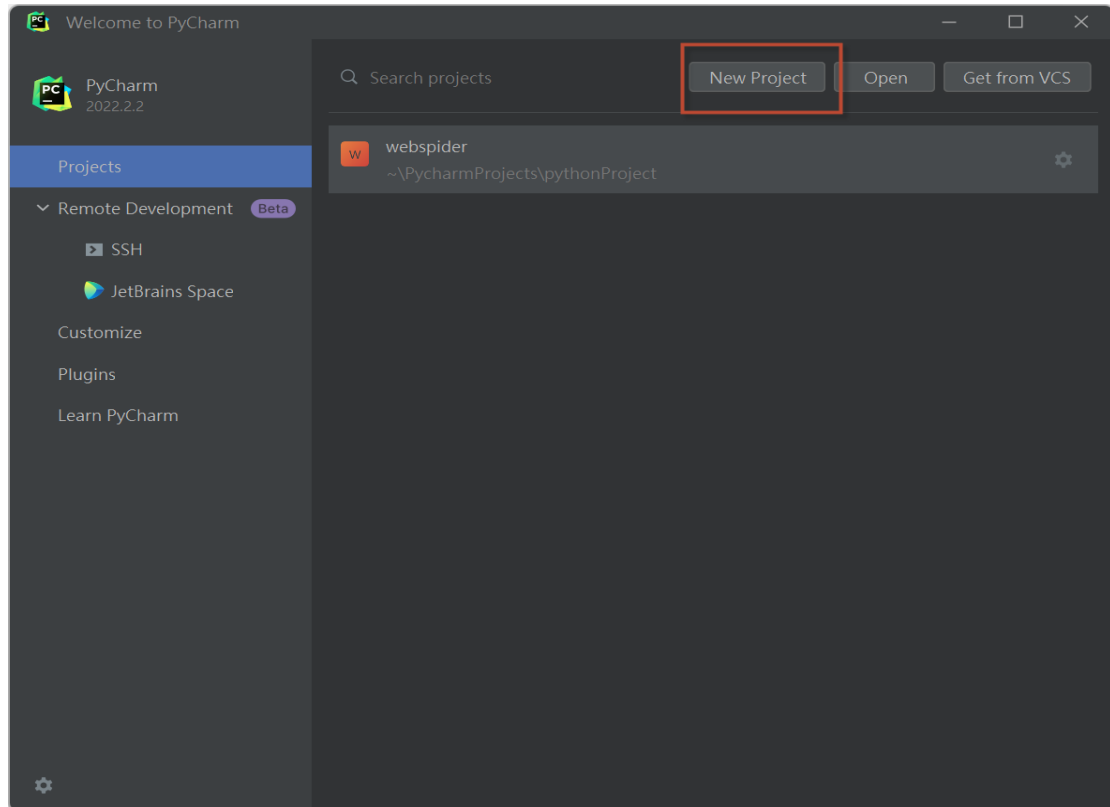 Welcome to PyCharm
PC
PyCharm
2022.2.2
Projects
Remote Development Beta
SSH
JetBrains Space
Customize
Plugins
Learn PyCharm
Search projects New Project Open Get from VCS
W webspider
~\PycharmProjects\pythonProject